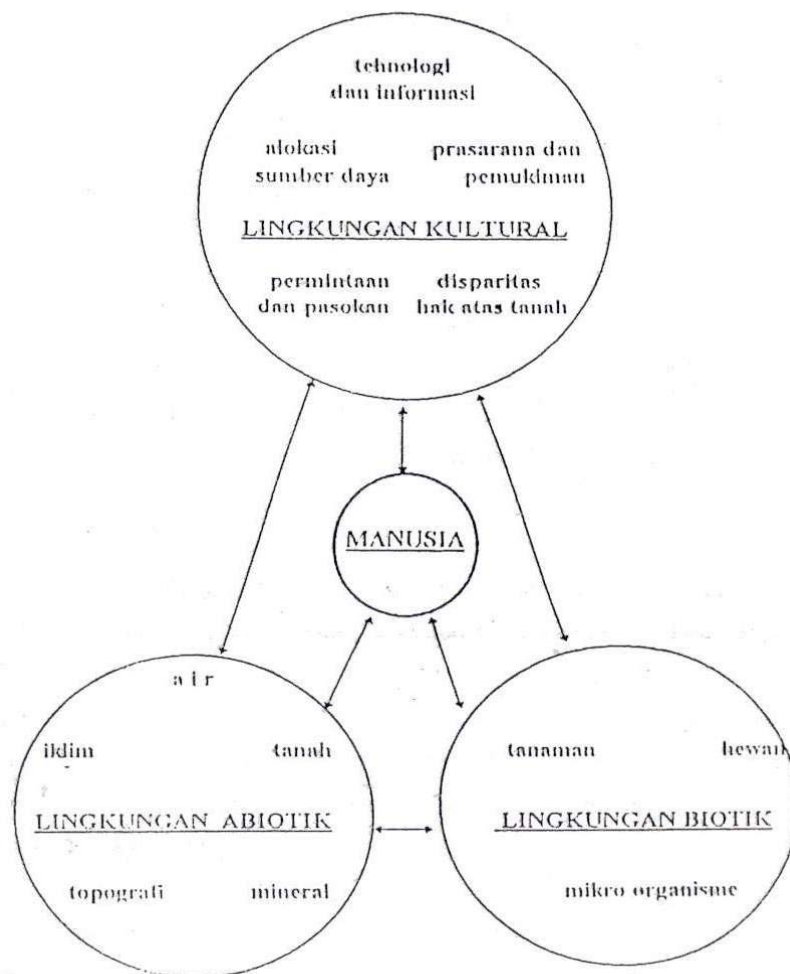 tehnologi
dan informasi
alokasi
sumber daya
prasarana dan
pemukiman
LINGKUNGAN KULTURAL
permintaan
dan pasokan
disparitas
hak atas tanah
MANUSIA
air
iklim
tanah
LINGKUNGAN ABIOTIK
topografi
mineral
tanaman
hewan
LINGKUNGAN BIOTIK
mikro organisme